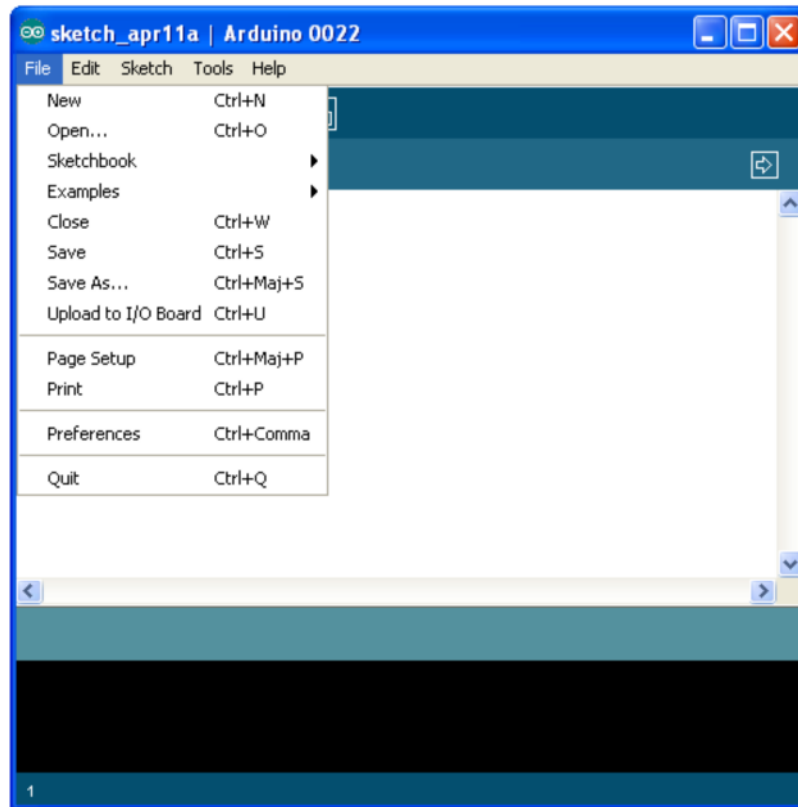 sketch_apr11a | Arduino 0022
File Edit Sketch Tools Help
New Ctrl+N
Open... Ctrl+O
Sketchbook
Examples
Close Ctrl+W
Save Ctrl+S
Save As... Ctrl+Maj+S
Upload to I/O Board Ctrl+U
Page Setup Ctrl+Maj+P
Print Ctrl+P
Preferences Ctrl+Comma
Quit Ctrl+Q
1